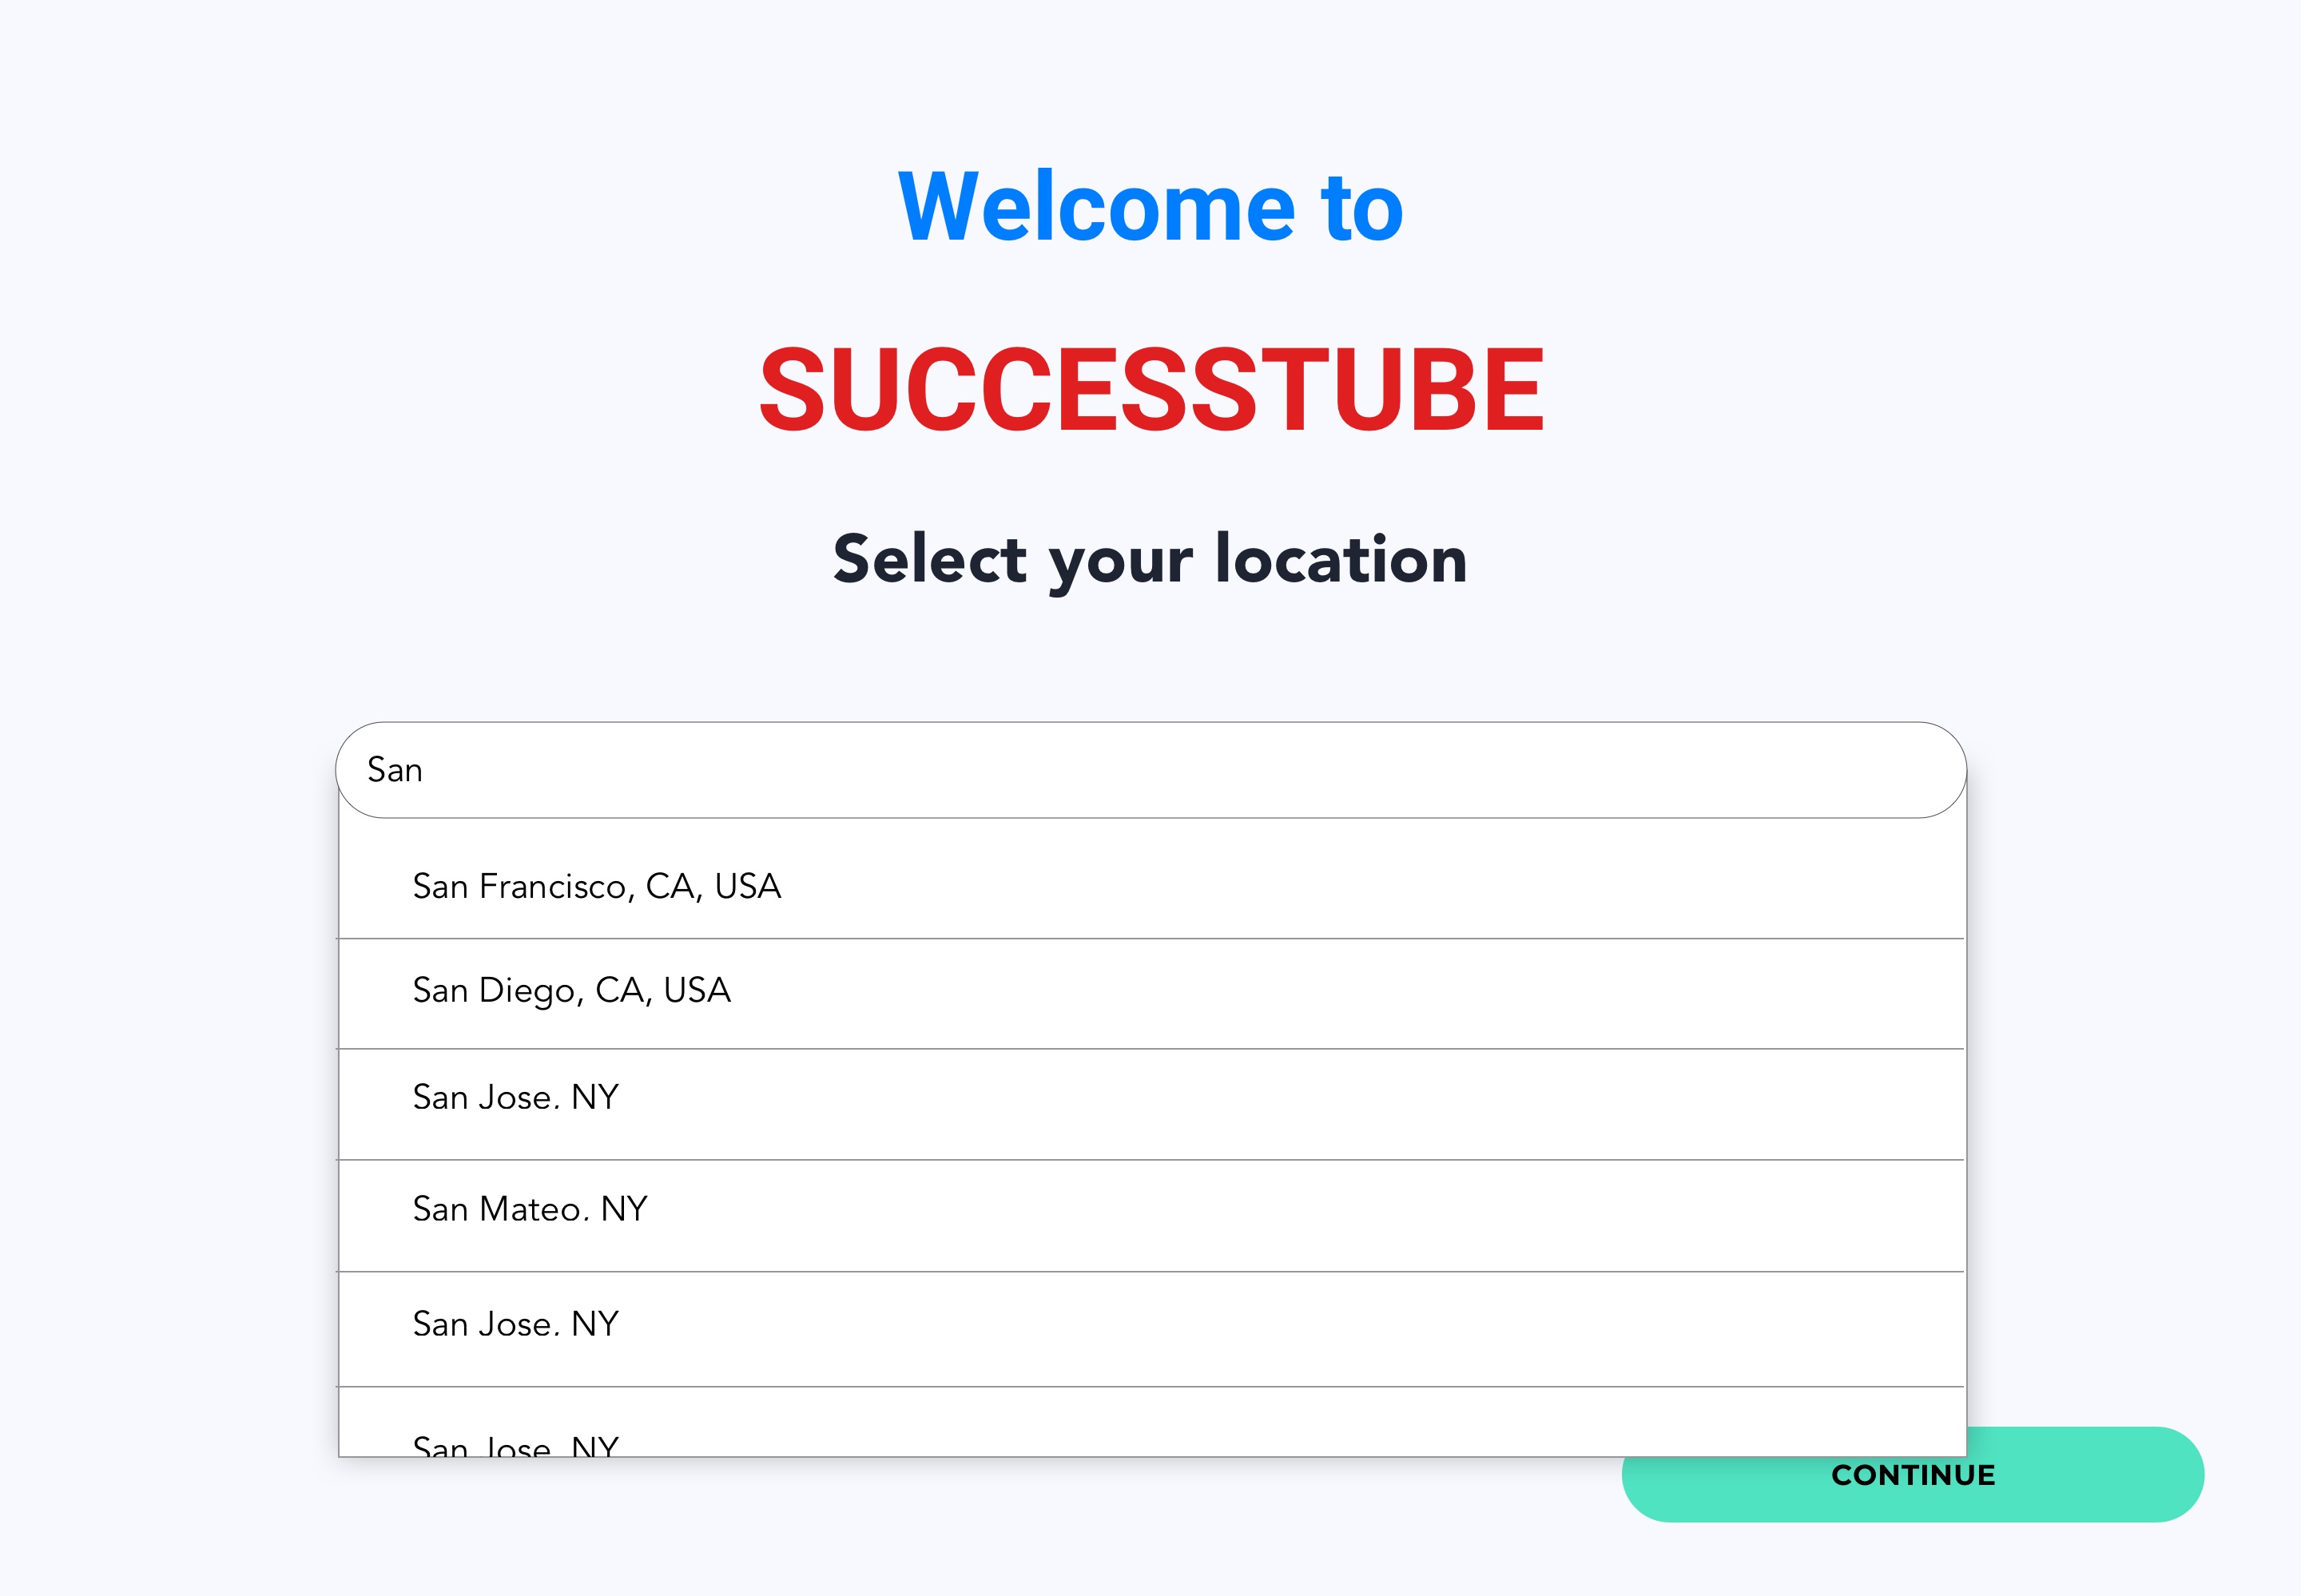 Welcome to
SUCCESSTUBE
Select your location
San
San Francisco, CA, USA
San Diego, CA, USA
San Jose, NY
San Mateo, NY
San Jose, NY
San Jose, NY
CONTINUE